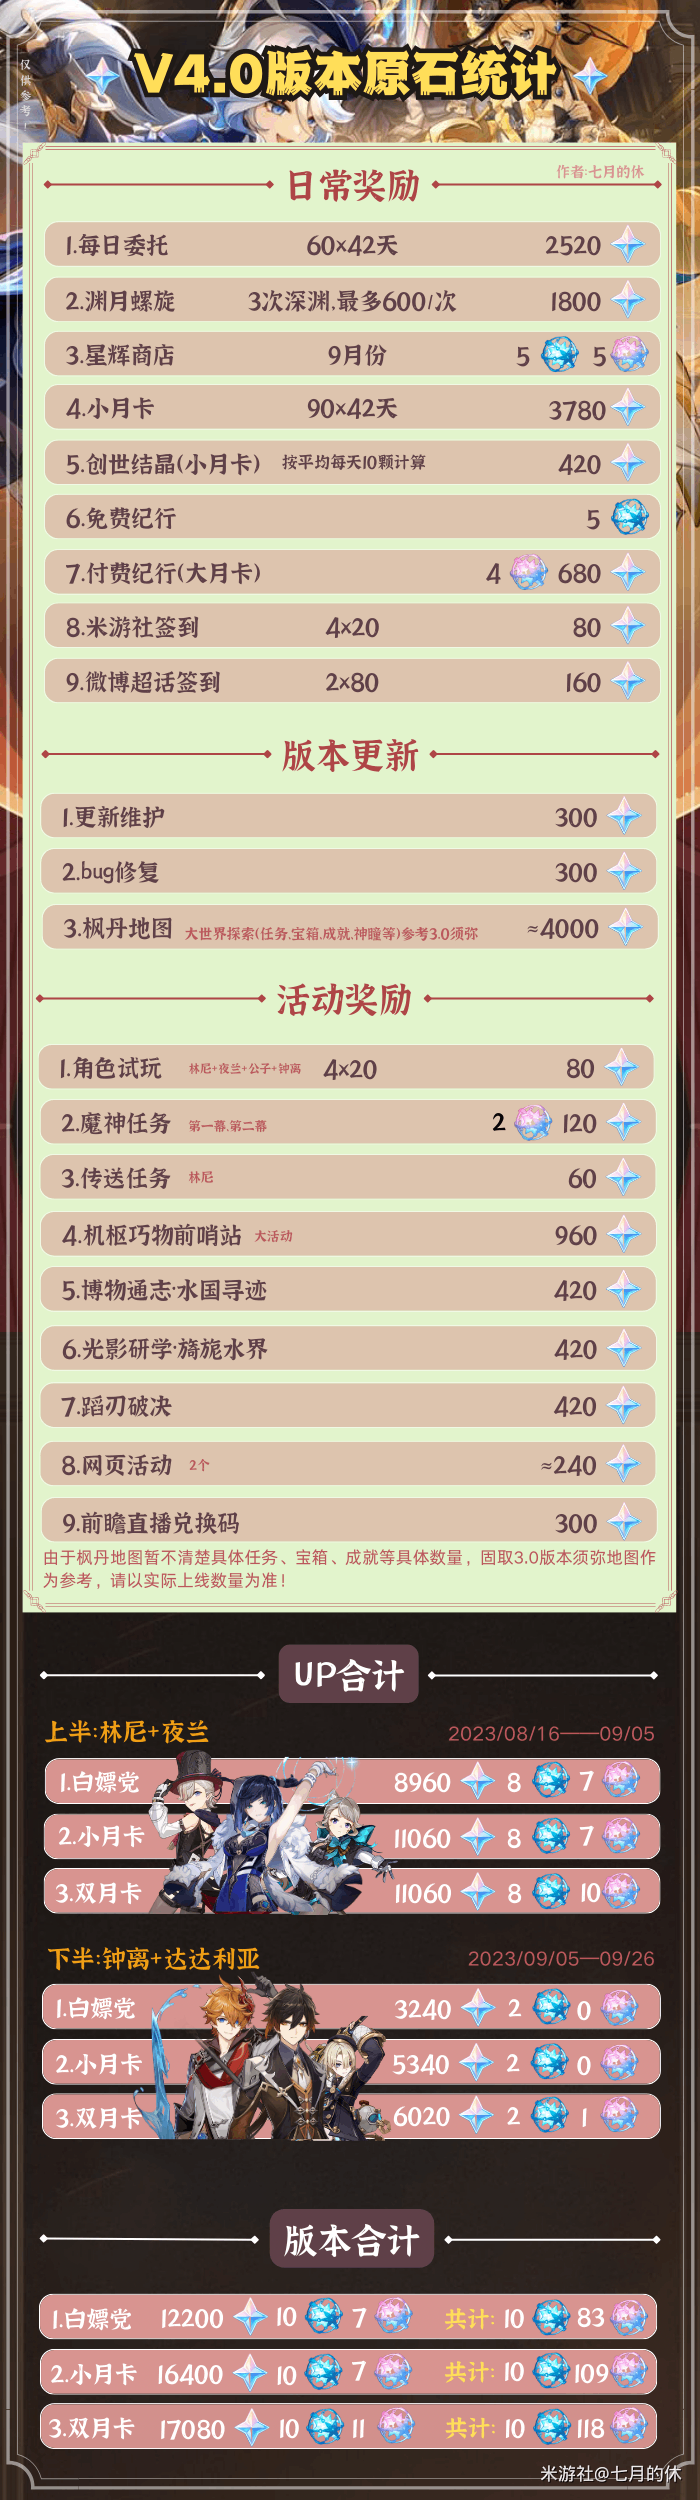 仅供参考!
V4.0版本原石统计
作者:七月的休
日常奖励
1.每日委托 60×42天 2520
2.渊月螺旋 3次深渊,最多600/次 1800
3.星辉商店 9月份 5 5
4.小月卡 90×42天 3780
5.创世结晶(小月卡) 按平均每天10颗计算 420
6.免费纪行 5
7.付费纪行(大月卡) 4 680
8.米游社签到 4×20 80
9.微博超话签到 2×80 160
版本更新
1.更新维护 300
2.bug修复 300
3.枫丹地图 大世界探索(任务,宝箱,成就,神瞳等)参考3.0须弥 ≈4000
活动奖励
1.角色试玩 林尼+夜兰+公子+钟离 4×20 80
2.魔神任务 第一幕,第二幕 2 120
3.传送任务 林尼 60
4.机枢巧物前哨站 大活动 960
5.博物通志·水国寻迹 420
6.光影研学·旖旎水界 420
7.蹈刃破决 420
8.网页活动 2个 ≈240
9.前瞻直播兑换码 300
由于枫丹地图暂不清楚具体任务、宝箱、成就等具体数量，固取3.0版本须弥地图作
为参考，请以实际上线数量为准！
UP合计
上半:林尼+夜兰 2023/08/16——09/05
1.白嫖党 8960 8 7
2.小月卡 11060 8 7
3.双月卡 11060 8 10
下半:钟离+达达利亚 2023/09/05—09/26
1.白嫖党 3240 2 0
2.小月卡 5340 2 0
3.双月卡 6020 2 1
版本合计
1.白嫖党 12200 10 7 共计: 10 83
2.小月卡 16400 10 7 共计: 10 109
3.双月卡 17080 10 11 共计: 10 118
米游社@七月的休